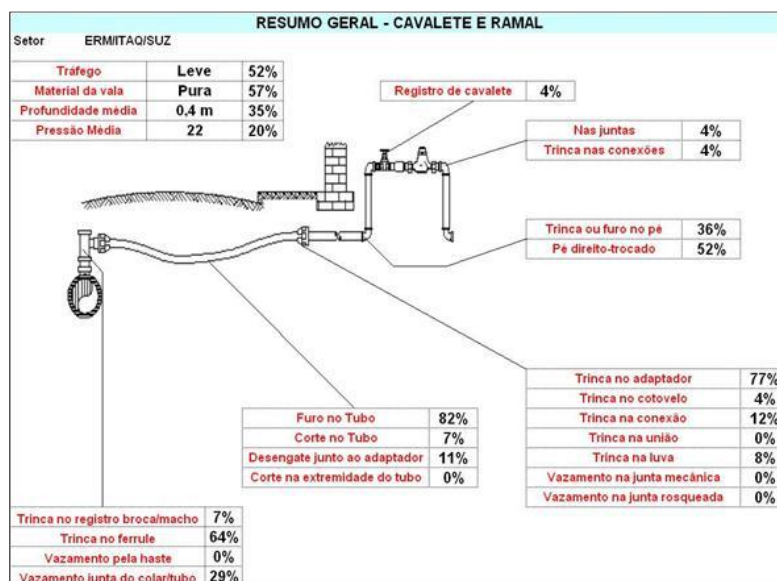 RESUMO GERAL - CAVALETE E RAMAL
Setor ERM/ITAQ/SUZ
Tráfego Leve 52%
Material da vala Pura 57%
Profundidade média 0,4 m 35%
Pressão Média 22 20%
Registro de cavalete 4%
Nas juntas 4%
Trinca nas conexões 4%
Trinca ou furo no pé 36%
Pé direito-trocado 52%
Trinca no adaptador 77%
Trinca no cotovelo 4%
Trinca na conexão 12%
Trinca na união 0%
Trinca na luva 8%
Vazamento na junta mecânica 0%
Vazamento na junta rosqueada 0%
Furo no Tubo 82%
Corte no Tubo 7%
Desengate junto ao adaptador 11%
Corte na extremidade do tubo 0%
Trinca no registro broca/macho 7%
Trinca no ferrule 64%
Vazamento pela haste 0%
Vazamento junta do colar/tubo 29%